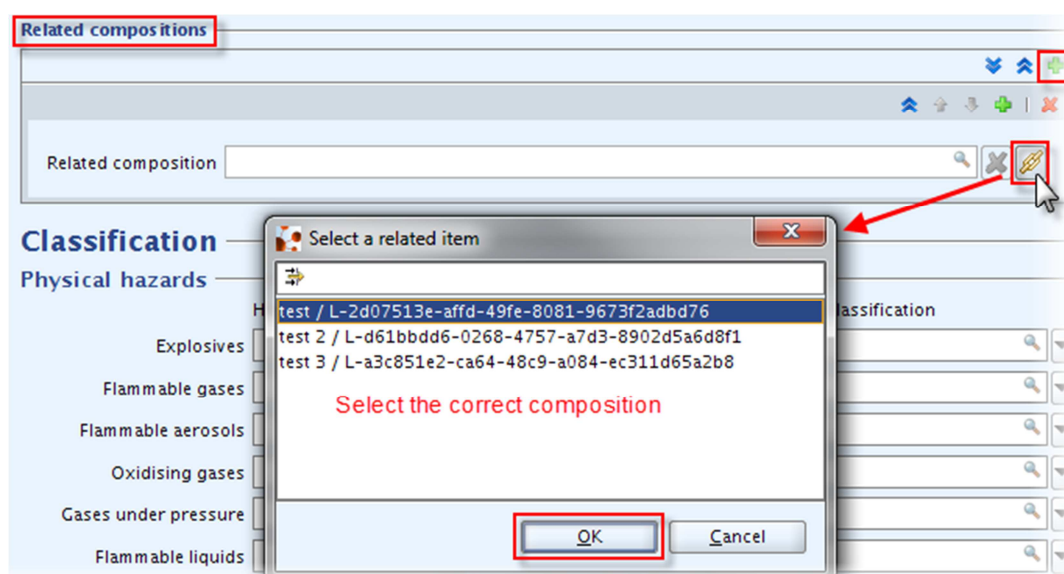 Related compositions
Related composition
Select a related item
Classification
Physical hazards
test / L-2d07513e-affd-49fe-8081-9673f2adbd76
test 2 / L-d61bbdd6-0268-4757-a7d3-8902d5a6d8f1
test 3 / L-a3c851e2-ca64-48c9-a084-ec311d65a2b8
Select the correct composition
Explosives
Flammable gases
Flammable aerosols
Oxidising gases
Gases under pressure
Flammable liquids
OK
Cancel